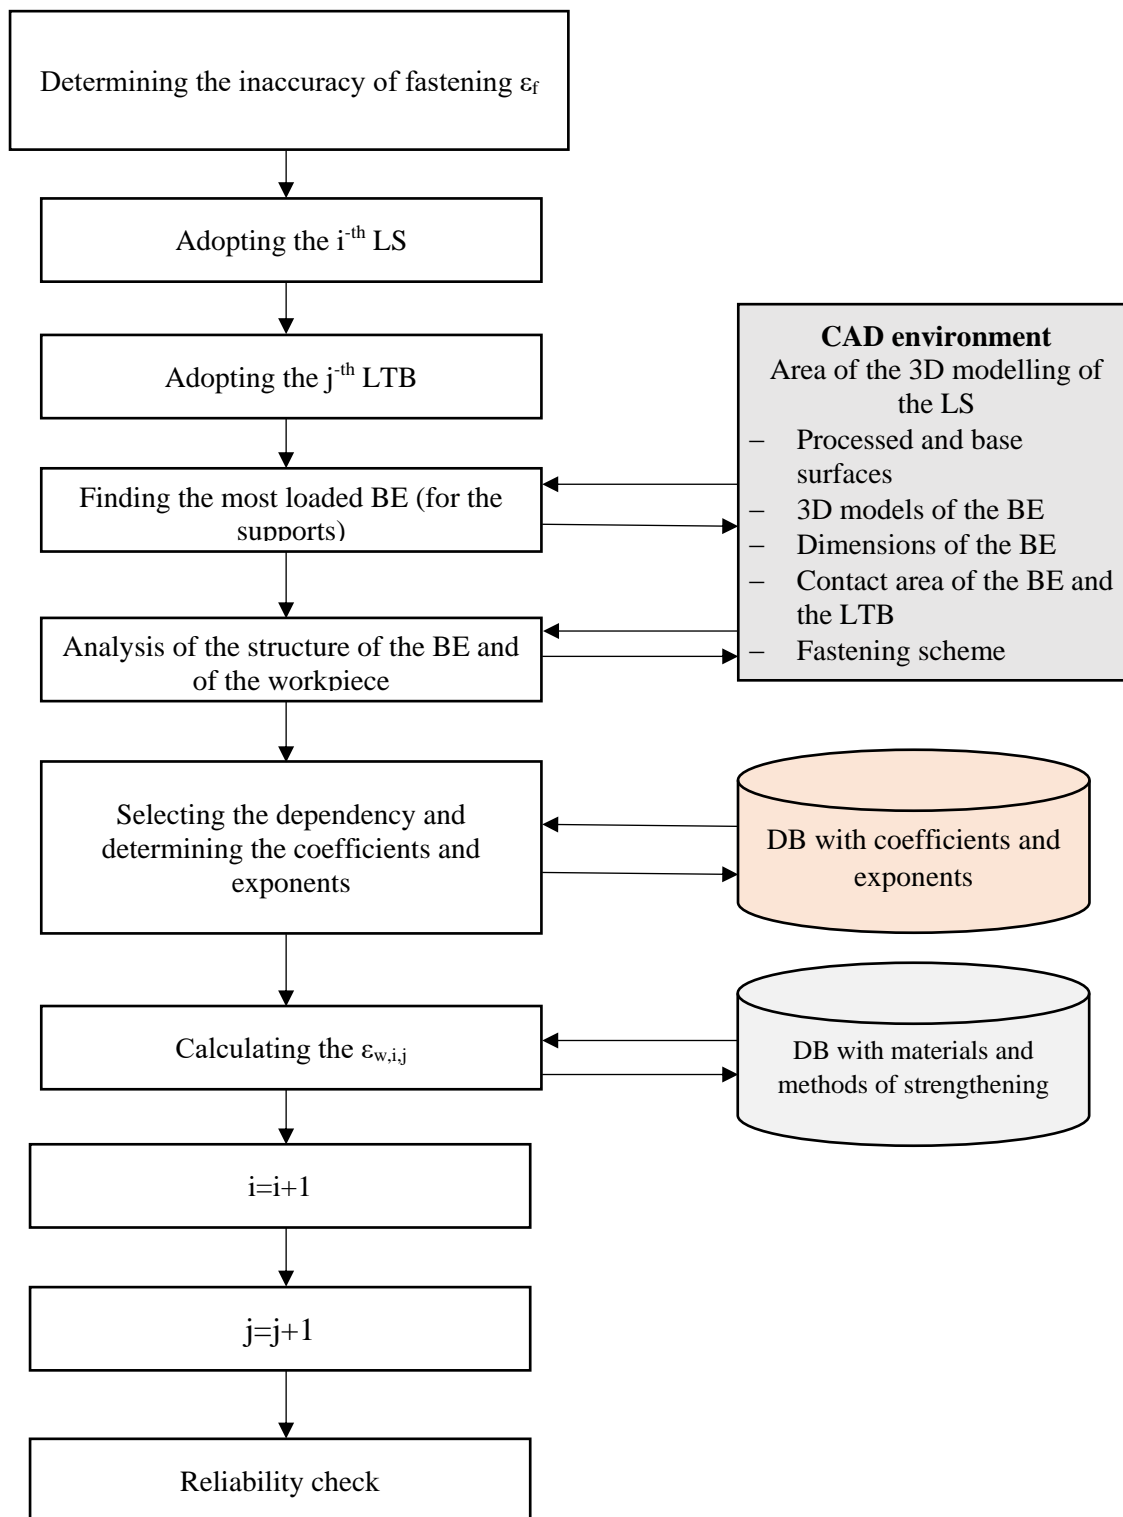 Determining the inaccuracy of fastening εf
Adopting the i-th LS
Adopting the j-th LTB
Finding the most loaded BE (for the
supports)
Analysis of the structure of the BE and
of the workpiece
Selecting the dependency and
determining the coefficients and
exponents
Calculating the εw,i,j
i=i+1
j=j+1
Reliability check
CAD environment
Area of the 3D modelling of
the LS
– Processed and base
surfaces
– 3D models of the BE
– Dimensions of the BE
– Contact area of the BE and
the LTB
– Fastening scheme
DB with coefficients and
exponents
DB with materials and
methods of strengthening